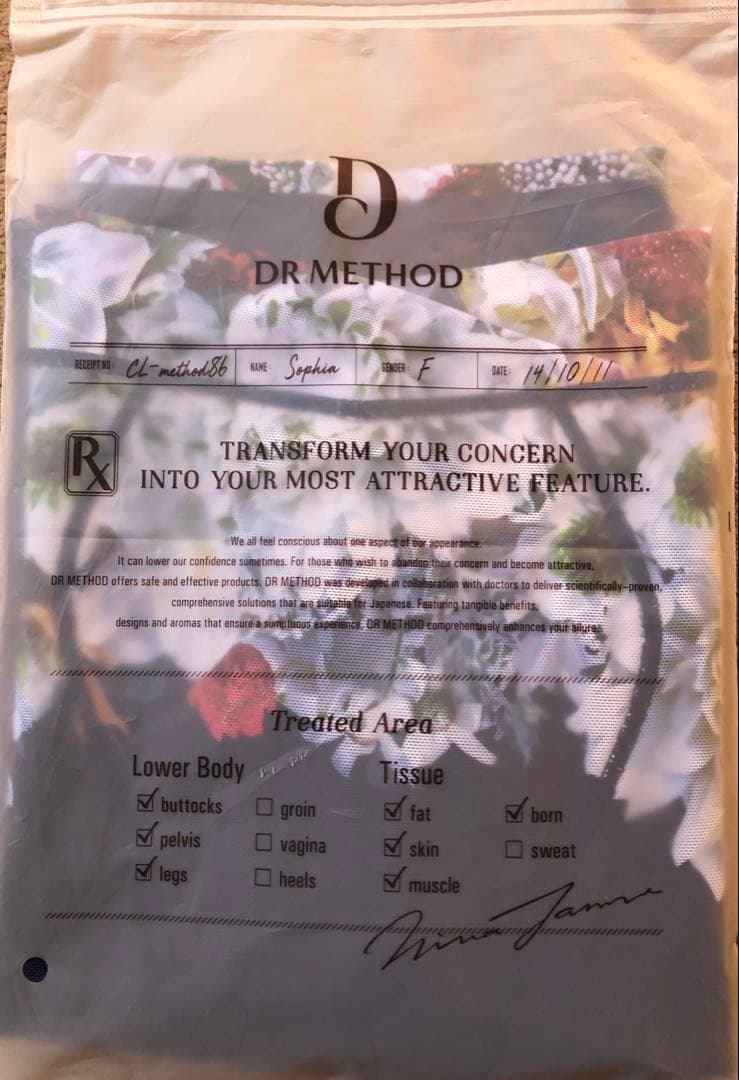 DC
DR METHOD
RECEIPT NO: CL-method86 NAME: Sophia GENDER: F DATE: 14/10/11
Rx TRANSFORM YOUR CONCERN
INTO YOUR MOST ATTRACTIVE FEATURE.
We all feel conscious about one aspect of our appearance.
It can lower our confidence sometimes. For those who wish to abandon their concern and become attractive,
DR METHOD offers safe and effective products. DR METHOD was developed in collaboration with doctors to deliver scientifically-proven,
comprehensive solutions that are suitable for Japanese. Featuring tangible benefits,
designs and aromas that ensure a sumptuous experience, DR METHOD comprehensively enhances your allure.
Treated Area
Lower Body Tissue
buttocks groin fat born
pelvis vagina skin sweat
legs heels muscle